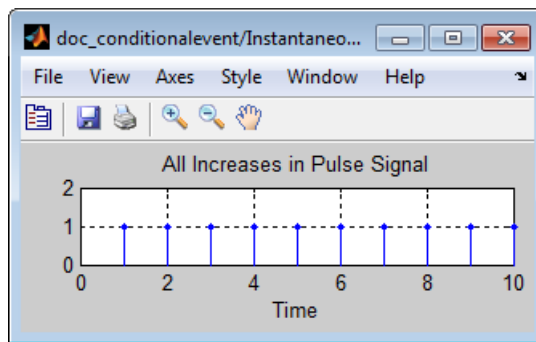 doc_conditionalevent/Instantaneo...
File View Axes Style Window Help
All Increases in Pulse Signal
2
1
0
0 2 4 6 8 10
Time